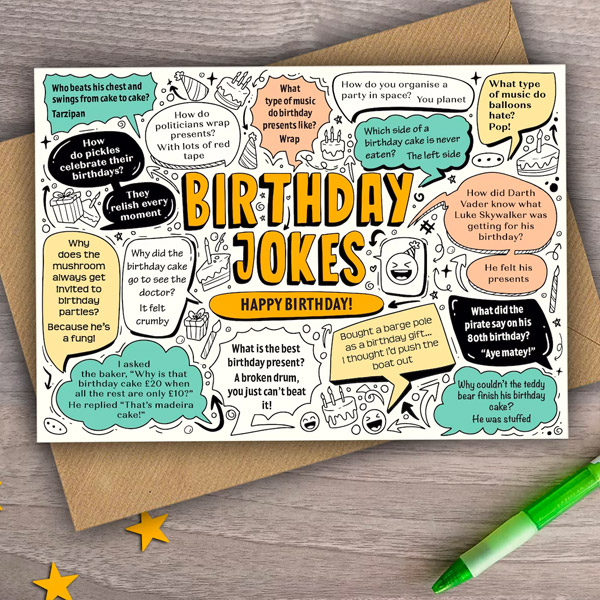 Who beats his chest and
swings from cake to cake?
Tarzipan
How do
politicians wrap
presents?
With lots of red
tape
What
type of music
do birthday
presents like?
Wrap
How do you organise a
party in space? You planet
What type
of music do
balloons
hate?
Pop!
Which side of a
birthday cake is never
eaten? The left side
How
do pickles
celebrate their
birthdays?
They
relish every
moment
BIRTHDAY
JOKES
HAPPY BIRTHDAY!
How did Darth
Vader know what
Luke Skywalker was
getting for his
birthday?
He felt his
presents
Why
does the
mushroom
always get
invited to
birthday
parties?
Because he's
a fungi
Why did the
birthday cake
go to see the
doctor?
It felt
crumby
What did the
pirate say on his
80th birthday?
"Aye matey!"
I asked
the baker, "Why is that
birthday cake £20 when
all the rest are only £10?"
He replied "That's madeira
cake!"
What is the best
birthday present?
A broken drum,
you just can't beat
it!
Bought a barge pole
as a birthday gift...
I thought I'd push the
boat out
Why couldn't the teddy
bear finish his birthday
cake?
He was stuffed